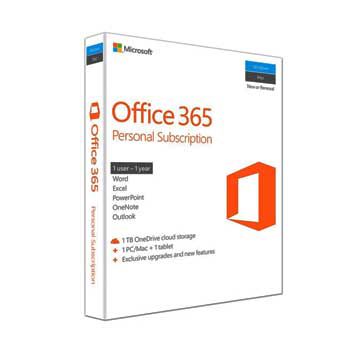 Microsoft
Office 365
Personal Subscription
1 user – 1 year
Word
Excel
PowerPoint
OneNote
Outlook
1 TB OneDrive cloud storage
1 PC/Mac + 1 tablet
Exclusive upgrades and new features
New or Renewal
Office 365
Personal Subscription